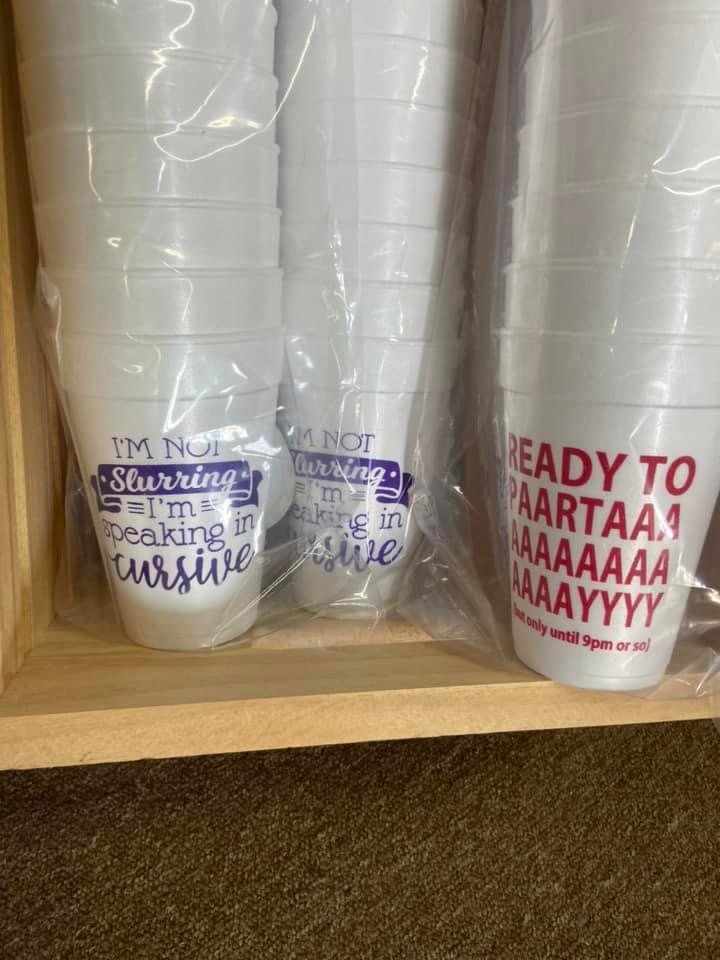 I'M NOT
Slurring
I'm
speaking in
cursive
M NOT
lurring
I'm
eaking in
ursive
READY TO
PAARTAAA
AAAAAAAA
AAAAYYYY
(but only until 9pm or so)